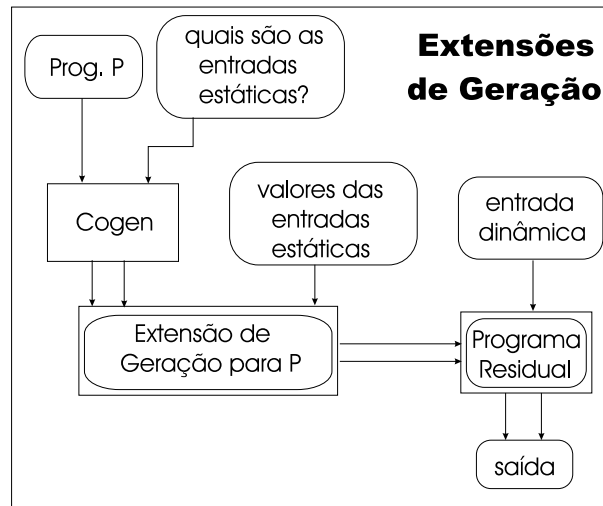 Extensões
de Geração
Prog. P
quais são as
entradas
estáticas?
Cogen
valores das
entradas
estáticas
entrada
dinâmica
Extensão de
Geração para P
Programa
Residual
saída